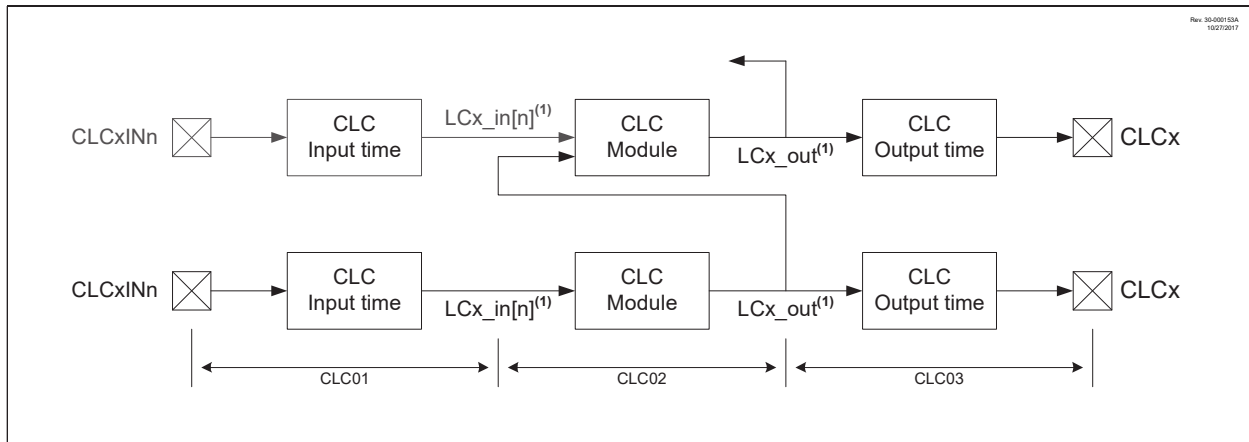 Rev. 30-000153A
10/27/2017
CLCxINn
CLC
Input time
LCx_in[n](1)
CLC
Module
LCx_out(1)
CLC
Output time
CLCx
CLCxINn
CLC
Input time
LCx_in[n](1)
CLC
Module
LCx_out(1)
CLC
Output time
CLCx
CLC01
CLC02
CLC03